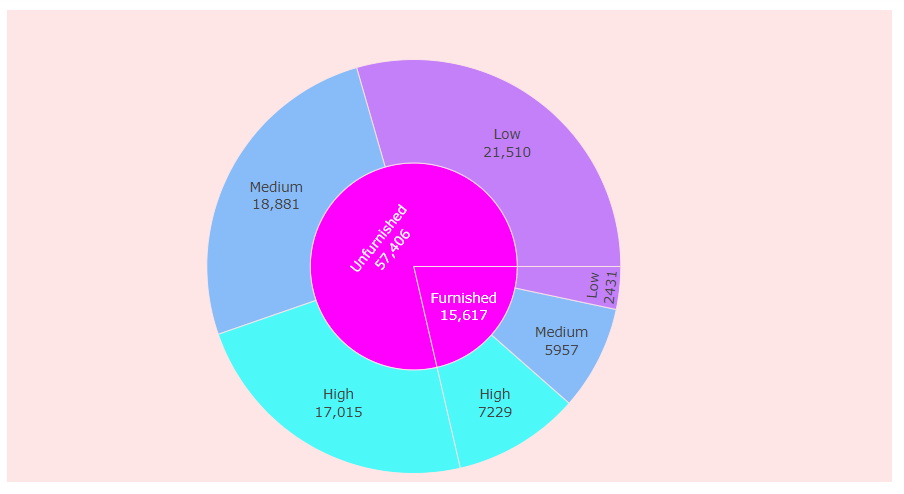 Low
21,510
Medium
18,881
Unfurnished
57,406
Low
2431
Furnished
15,617
Medium
5957
High
17,015
High
7229